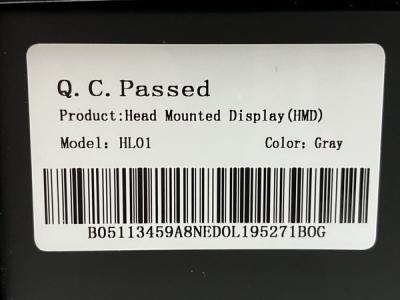 Q. C. Passed
Product:Head Mounted Display(HMD)
Model: HL01 Color: Gray
B05113459A8NED0L195271B0G